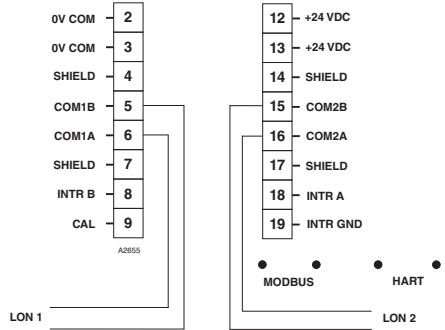 0V COM 2
0V COM 3
SHIELD 4
COM1B 5
COM1A 6
SHIELD 7
INTR B 8
CAL 9
A2655
12 +24 VDC
13 +24 VDC
14 SHIELD
15 COM2B
16 COM2A
17 SHIELD
18 INTR A
19 INTR GND
MODBUS HART
LON 1
LON 2